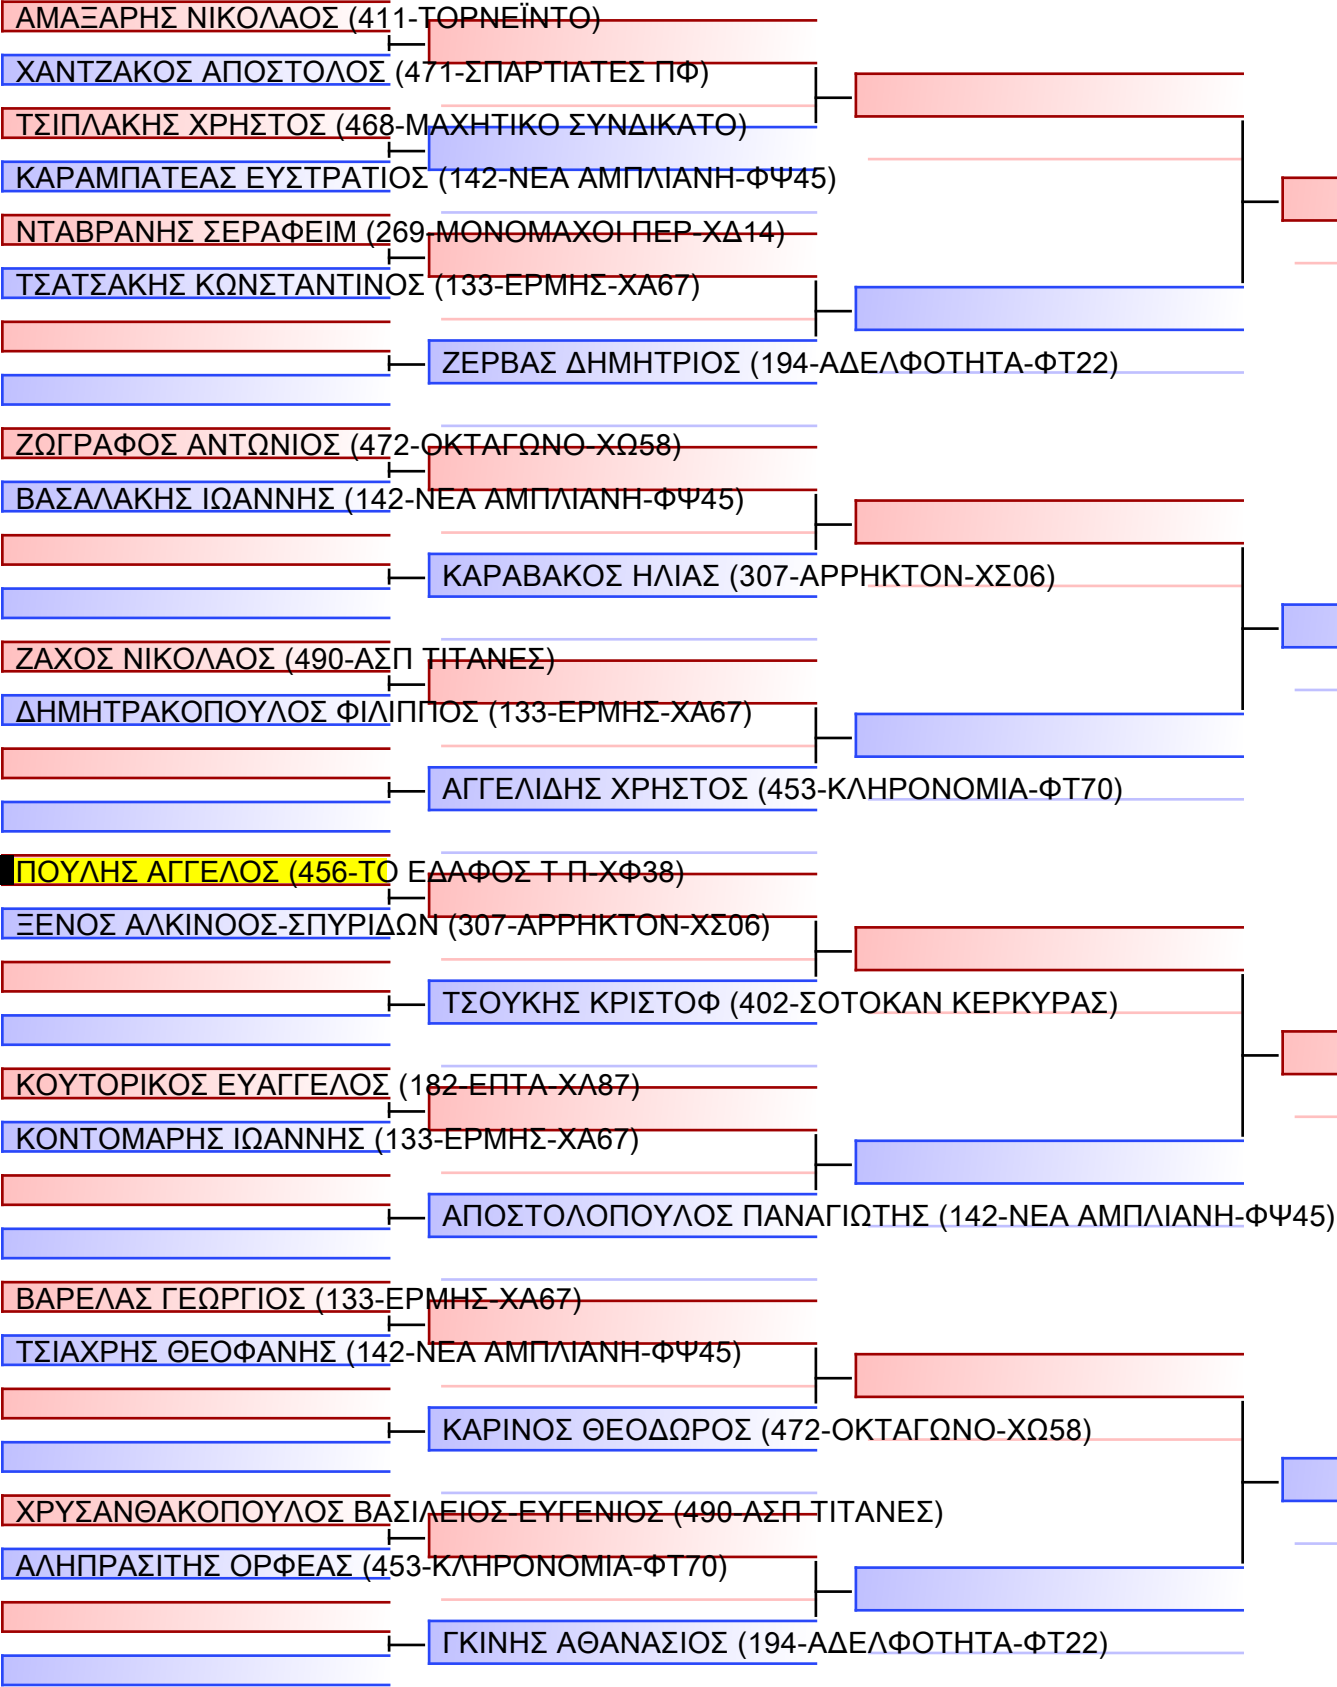 ΑΜΑΞΑΡΗΣ ΝΙΚΟΛΑΟΣ (411-ΤΟΡΝΕΪΝΤΟ)
ΧΑΝΤΖΑΚΟΣ ΑΠΟΣΤΟΛΟΣ (471-ΣΠΑΡΤΙΑΤΕΣ ΠΦ)
ΤΣΙΠΛΑΚΗΣ ΧΡΗΣΤΟΣ (468-ΜΑΧΗΤΙΚΟ ΣΥΝΔΙΚΑΤΟ)
ΚΑΡΑΜΠΑΤΕΑΣ ΕΥΣΤΡΑΤΙΟΣ (142-ΝΕΑ ΑΜΠΛΙΑΝΗ-ΦΨ45)
ΝΤΑΒΡΑΝΗΣ ΣΕΡΑΦΕΙΜ (269-ΜΟΝΟΜΑΧΟΙ ΠΕΡ-ΧΔ14)
ΤΣΑΤΣΑΚΗΣ ΚΩΝΣΤΑΝΤΙΝΟΣ (133-ΕΡΜΗΣ-ΧΑ67)
ΖΕΡΒΑΣ ΔΗΜΗΤΡΙΟΣ (194-ΑΔΕΛΦΟΤΗΤΑ-ΦΤ22)
ΖΩΓΡΑΦΟΣ ΑΝΤΩΝΙΟΣ (472-ΟΚΤΑΓΩΝΟ-ΧΩ58)
ΒΑΣΑΛΑΚΗΣ ΙΩΑΝΝΗΣ (142-ΝΕΑ ΑΜΠΛΙΑΝΗ-ΦΨ45)
ΚΑΡΑΒΑΚΟΣ ΗΛΙΑΣ (307-ΑΡΡΗΚΤΟΝ-ΧΣ06)
ΖΑΧΟΣ ΝΙΚΟΛΑΟΣ (490-ΑΣΠ ΤΙΤΑΝΕΣ)
ΔΗΜΗΤΡΑΚΟΠΟΥΛΟΣ ΦΙΛΙΠΠΟΣ (133-ΕΡΜΗΣ-ΧΑ67)
ΑΓΓΕΛΙΔΗΣ ΧΡΗΣΤΟΣ (453-ΚΛΗΡΟΝΟΜΙΑ-ΦΤ70)
ΠΟΥΛΗΣ ΑΓΓΕΛΟΣ (456-ΤΟ ΕΔΑΦΟΣ Τ Π-ΧΦ38)
ΞΕΝΟΣ ΑΛΚΙΝΟΟΣ-ΣΠΥΡΙΔΩΝ (307-ΑΡΡΗΚΤΟΝ-ΧΣ06)
ΤΣΟΥΚΗΣ ΚΡΙΣΤΟΦ (402-ΣΟΤΟΚΑΝ ΚΕΡΚΥΡΑΣ)
ΚΟΥΤΟΡΙΚΟΣ ΕΥΑΓΓΕΛΟΣ (182-ΕΠΤΑ-ΧΛ87)
ΚΟΝΤΟΜΑΡΗΣ ΙΩΑΝΝΗΣ (133-ΕΡΜΗΣ-ΧΑ67)
ΑΠΟΣΤΟΛΟΠΟΥΛΟΣ ΠΑΝΑΓΙΩΤΗΣ (142-ΝΕΑ ΑΜΠΛΙΑΝΗ-ΦΨ45)
ΒΑΡΕΛΑΣ ΓΕΩΡΓΙΟΣ (133-ΕΡΜΗΣ-ΧΑ67)
ΤΣΙΑΧΡΗΣ ΘΕΟΦΑΝΗΣ (142-ΝΕΑ ΑΜΠΛΙΑΝΗ-ΦΨ45)
ΚΑΡΙΝΟΣ ΘΕΟΔΩΡΟΣ (472-ΟΚΤΑΓΩΝΟ-ΧΩ58)
ΧΡΥΣΑΝΘΑΚΟΠΟΥΛΟΣ ΒΑΣΙΛΕΙΟΣ-ΕΥΓΕΝΙΟΣ (490-ΑΣΠ ΤΙΤΑΝΕΣ)
ΑΛΗΠΡΑΣΙΤΗΣ ΟΡΦΕΑΣ (453-ΚΛΗΡΟΝΟΜΙΑ-ΦΤ70)
ΓΚΙΝΗΣ ΑΘΑΝΑΣΙΟΣ (194-ΑΔΕΛΦΟΤΗΤΑ-ΦΤ22)